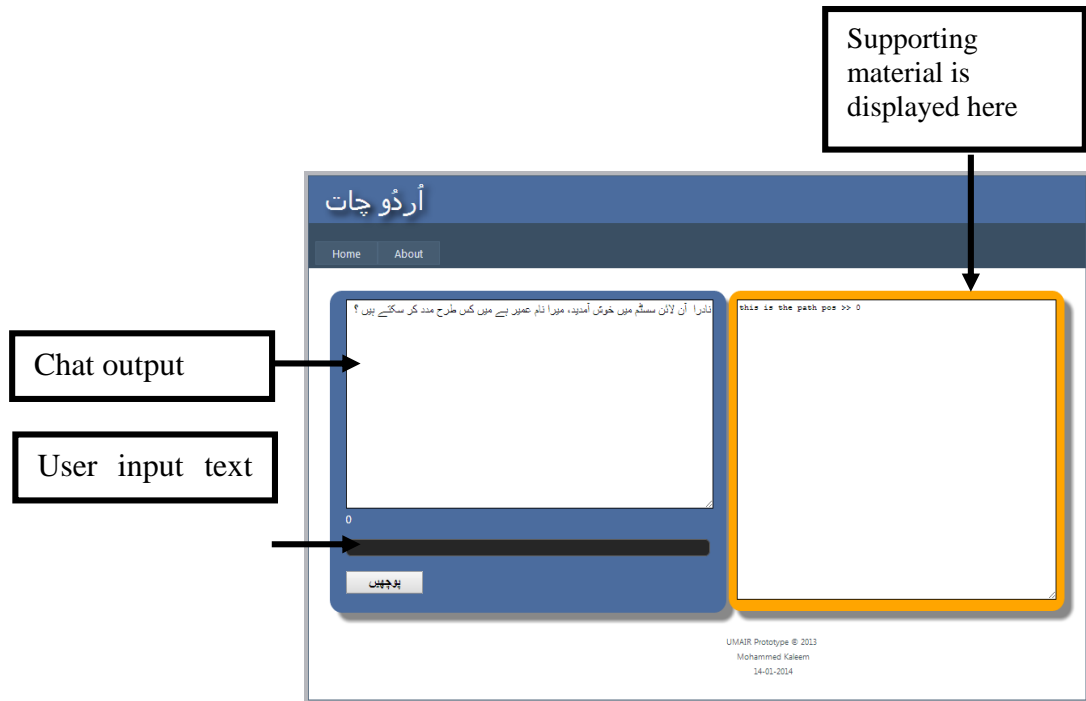 Supporting
material is
displayed here
اُردُو چات
Home About
نادرا آن لائن سسٹم میں خوش آمدید، میرا نام عمیر ہے میں کس طرح مدد کر سکتے ہیں ؟
this is the path pos >> 0
Chat output
User input text
0
پوچھیں
UMAIR Prototype © 2013
Mohammed Kaleem
14-01-2014